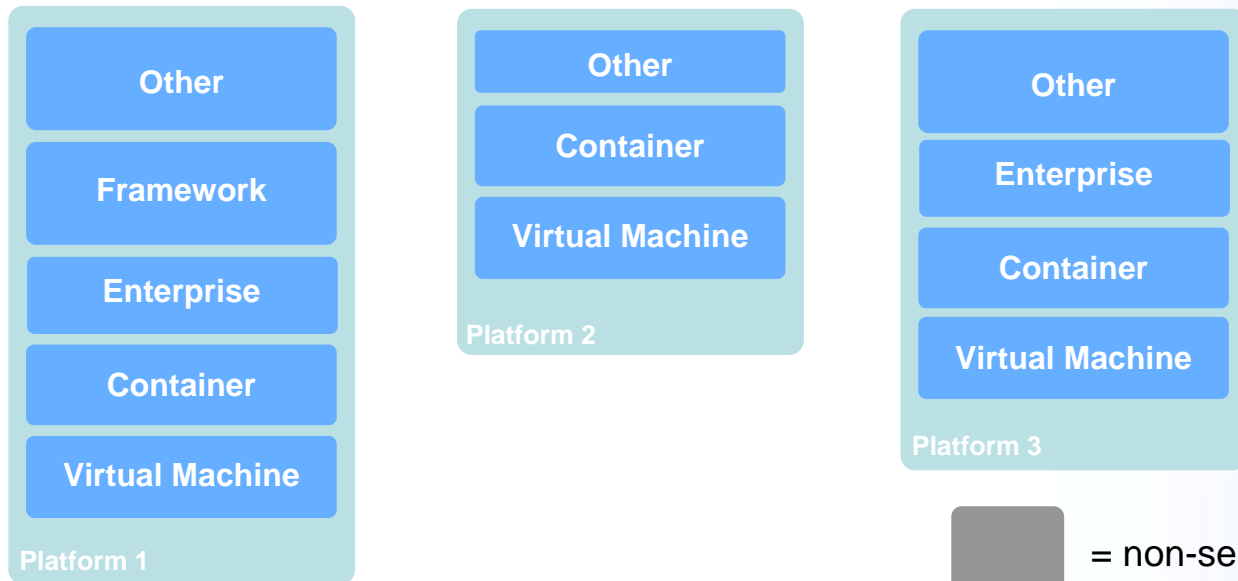 Other
Framework
Enterprise
Container
Virtual Machine
Platform 1
Other
Container
Virtual Machine
Platform 2
Other
Enterprise
Container
Virtual Machine
Platform 3
= non-se